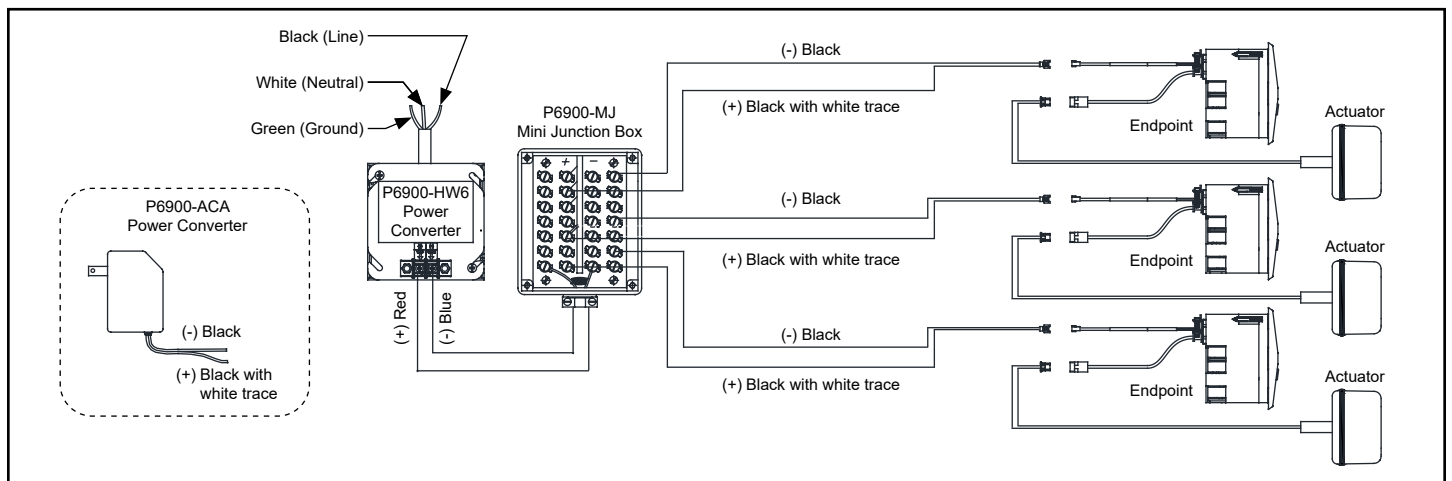 Black (Line)
White (Neutral)
Green (Ground)
P6900-HW6
Power
Converter
(+) Red
(-) Blue
P6900-ACA
Power Converter
(-) Black
(+) Black with
white trace
P6900-MJ
Mini Junction Box
+
−
(-) Black
(+) Black with white trace
Endpoint
Actuator
(-) Black
(+) Black with white trace
Endpoint
Actuator
(-) Black
(+) Black with white trace
Endpoint
Actuator